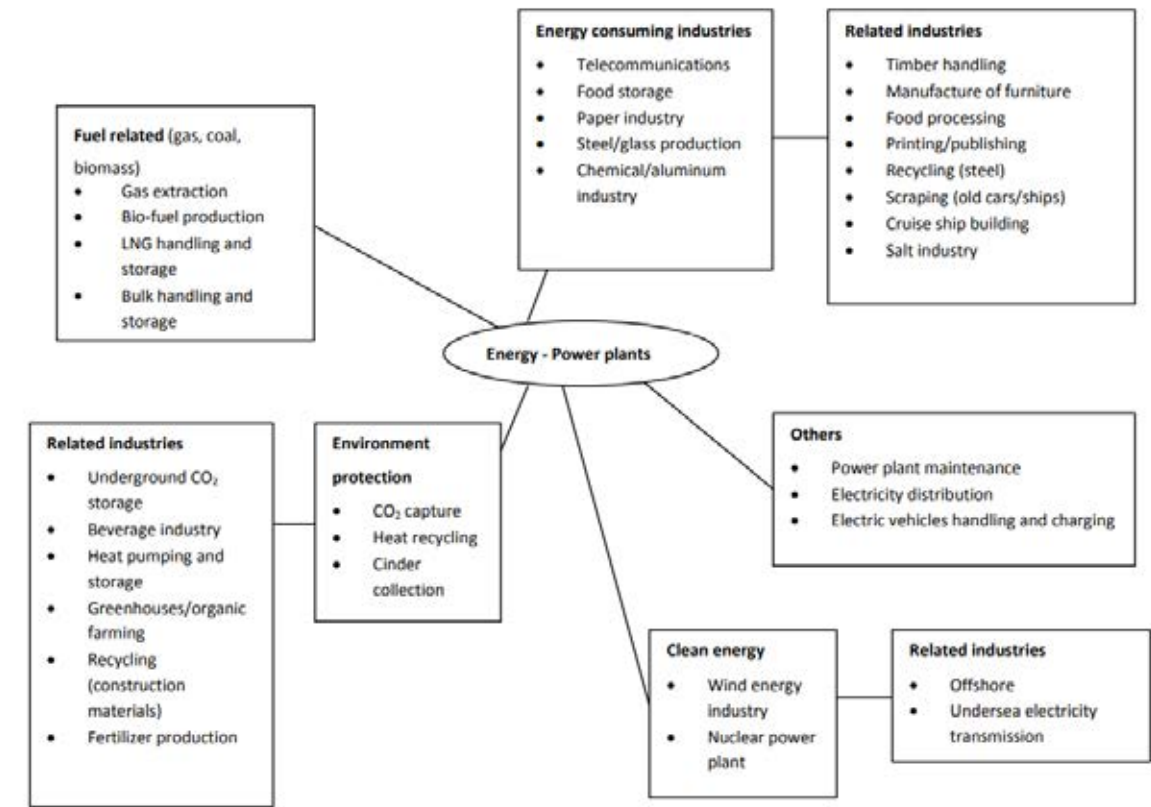 Energy consuming industries
Telecommunications
Food storage
Paper industry
Steel/glass production
Chemical/aluminum
industry
Related industries
Timber handling
Manufacture of furniture
Food processing
Printing/publishing
Recycling (steel)
Scraping (old cars/ships)
Cruise ship building
Salt industry
Fuel related (gas, coal,
biomass)
Gas extraction
Bio-fuel production
LNG handling and
storage
Bulk handling and
storage
Energy - Power plants
Related industries
Underground CO₂
storage
Beverage industry
Heat pumping and
storage
Greenhouses/organic
farming
Recycling
(construction
materials)
Fertilizer production
Environment
protection
CO₂ capture
Heat recycling
Cinder
collection
Others
Power plant maintenance
Electricity distribution
Electric vehicles handling and charging
Clean energy
Wind energy
industry
Nuclear power
plant
Related industries
Offshore
Undersea electricity
transmission